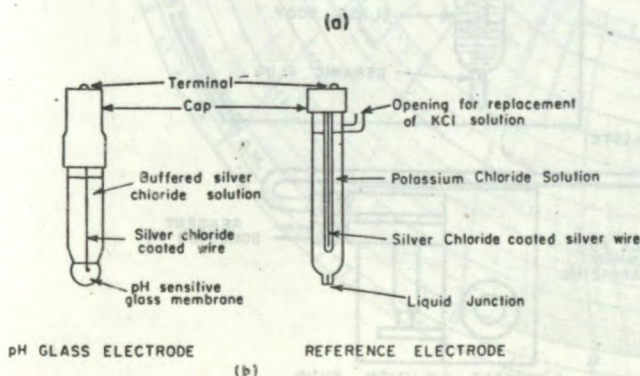 (a)
Terminal
Cap
Opening for replacement
of KCl solution
Buffered silver
chloride solution
Potassium Chloride Solution
Silver chloride
coated wire
Silver Chloride coated silver wire
pH sensitive
glass membrane
Liquid Junction
pH GLASS ELECTRODE
REFERENCE ELECTRODE
(b)